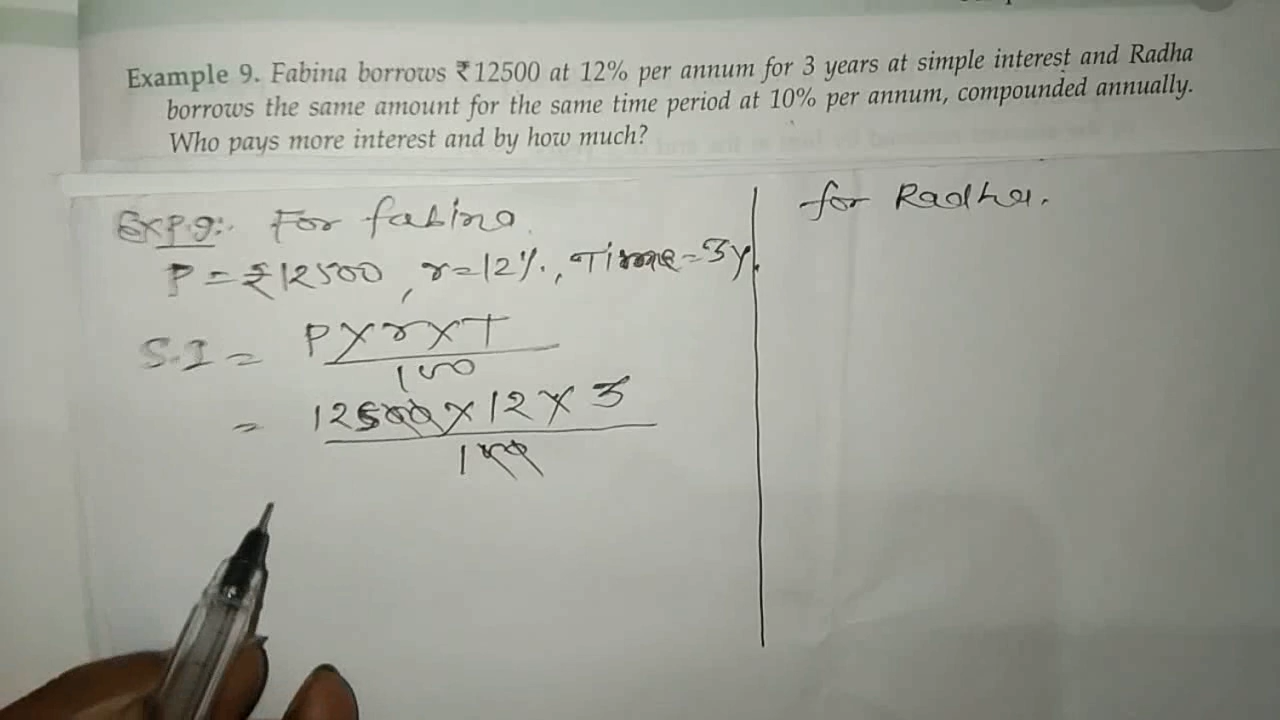 Example 9. Fabina borrows ₹12500 at 12% per annum for 3 years at simple interest and Radha
borrows the same amount for the same time period at 10% per annum, compounded annually.
Who pays more interest and by how much?
Exp9:. For fabina.
P = ₹12500, r=12%., Time=3y.
S.I = P×r×T
100
= 12500×12×3
100
for Radha.